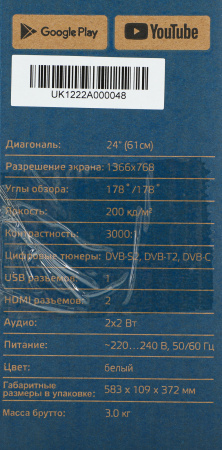 Google Play YouTube
UK1222A000048
Диагональ: 24" (61см)
Разрешение экрана: 1366x768
Углы обзора: 178°/178°
Яркость: 200 кд/м²
Контрастность: 3000:1
Цифровые тюнеры: DVB-S2, DVB-T2, DVB-C
USB разъемов: 1
HDMI разъемов: 2
Аудио: 2x2 Вт
Питание: ~220...240 В, 50/60 Гц
Цвет: белый
Габаритные
размеры в упаковке: 583 x 109 x 372 мм
Масса брутто: 3.0 кг